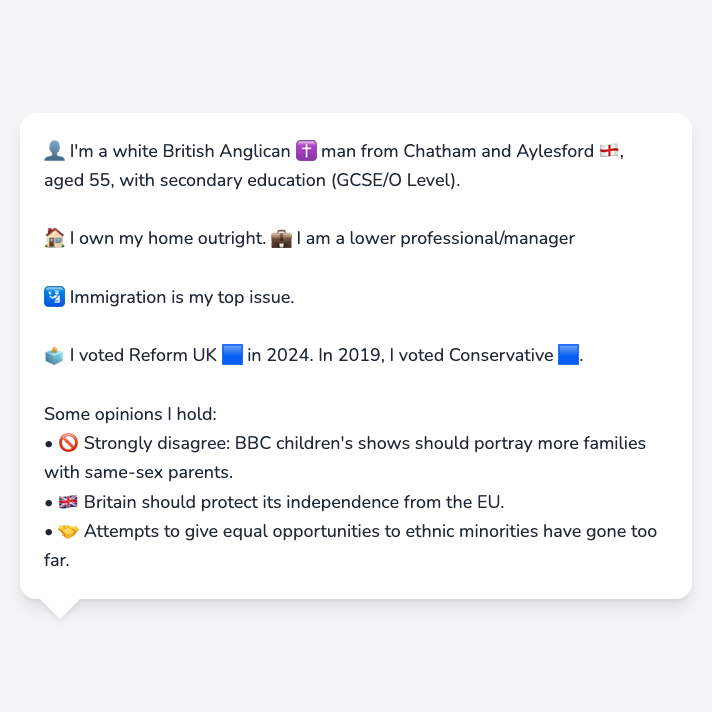 👤 I'm a white British Anglican ✝️ man from Chatham and Aylesford 🏴󠁧󠁢󠁥󠁮󠁧󠁿,
aged 55, with secondary education (GCSE/O Level).
🏠 I own my home outright. 💼 I am a lower professional/manager
🛂 Immigration is my top issue.
🗳️ I voted Reform UK 🟦 in 2024. In 2019, I voted Conservative 🟦.
Some opinions I hold:
• 🚫 Strongly disagree: BBC children's shows should portray more families
with same-sex parents.
• 🇬🇧 Britain should protect its independence from the EU.
• 🤝 Attempts to give equal opportunities to ethnic minorities have gone too
far.